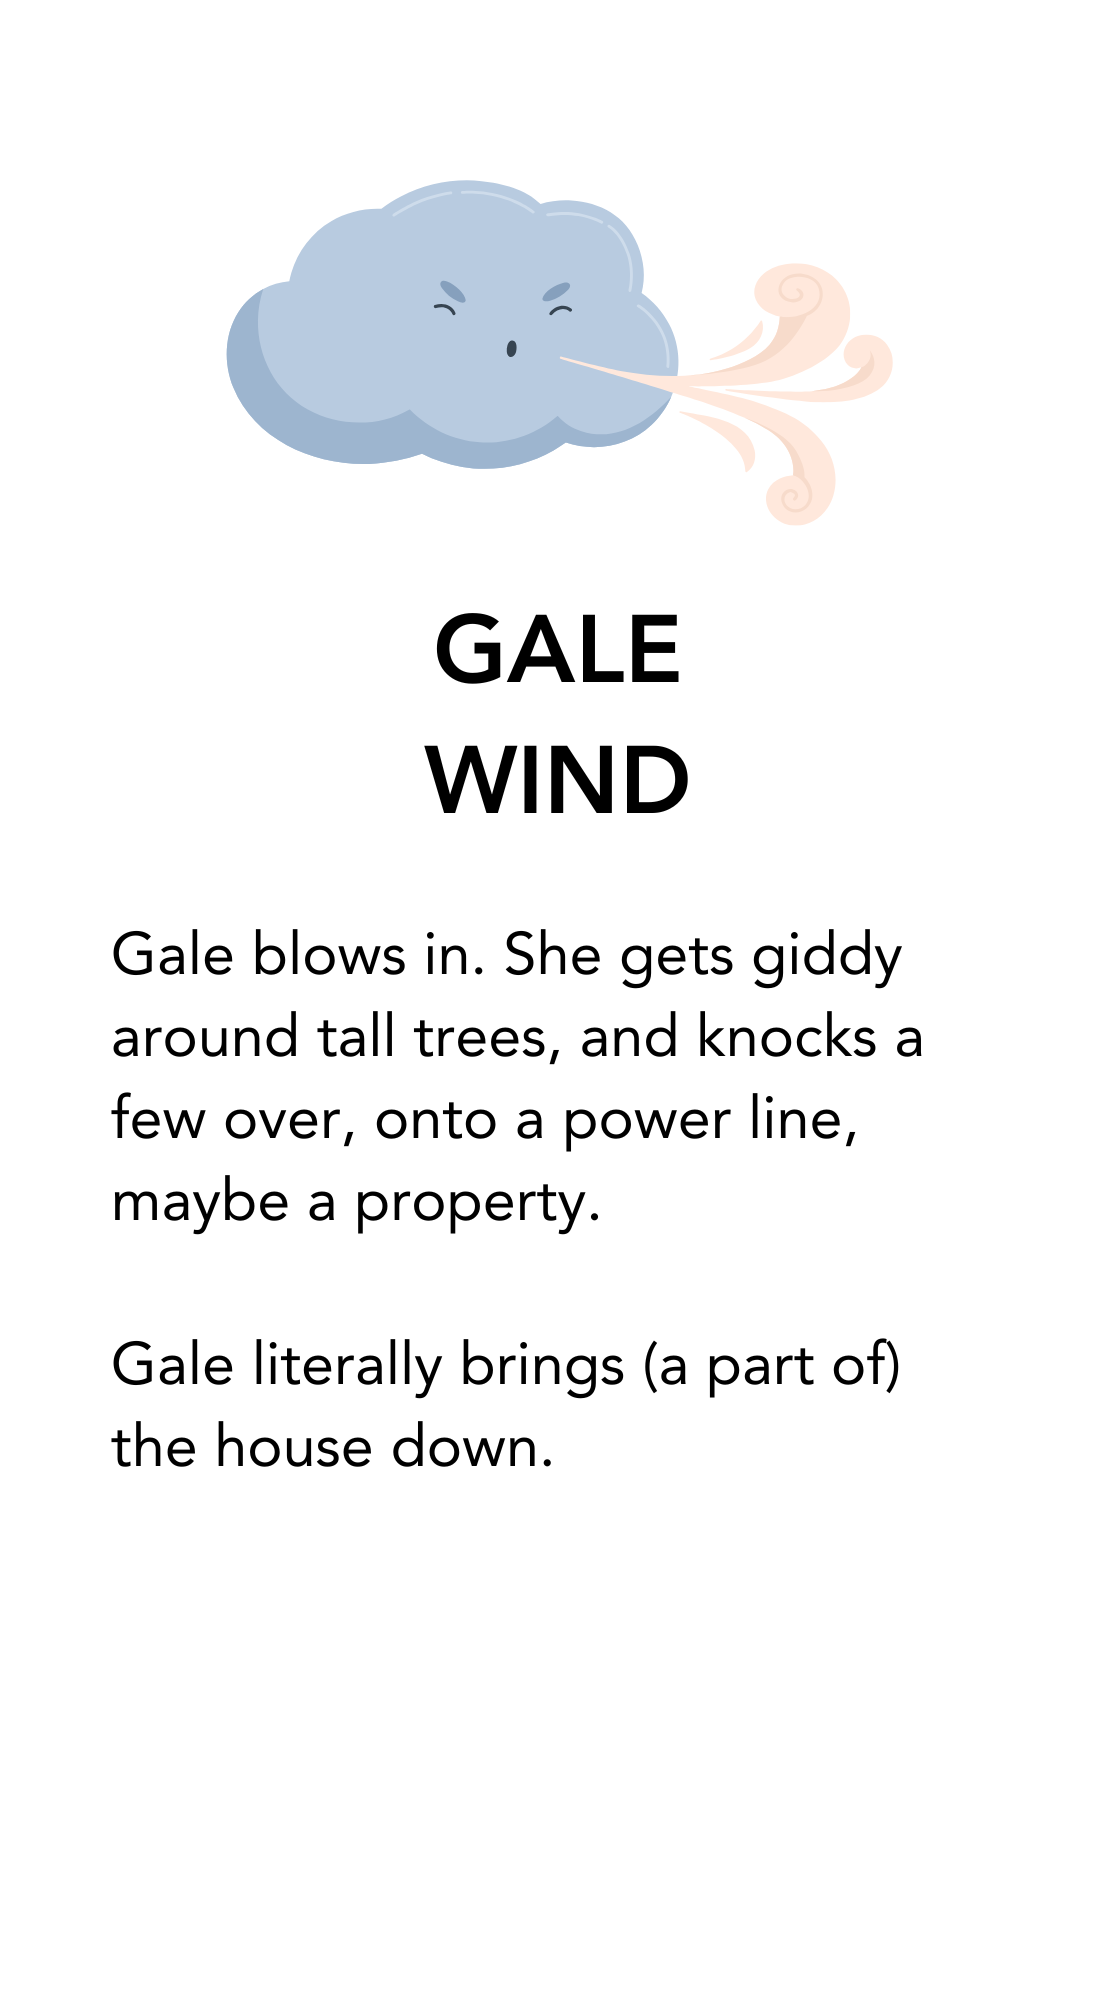 GALE
WIND
Gale blows in. She gets giddy
around tall trees, and knocks a
few over, onto a power line,
maybe a property.
Gale literally brings (a part of)
the house down.